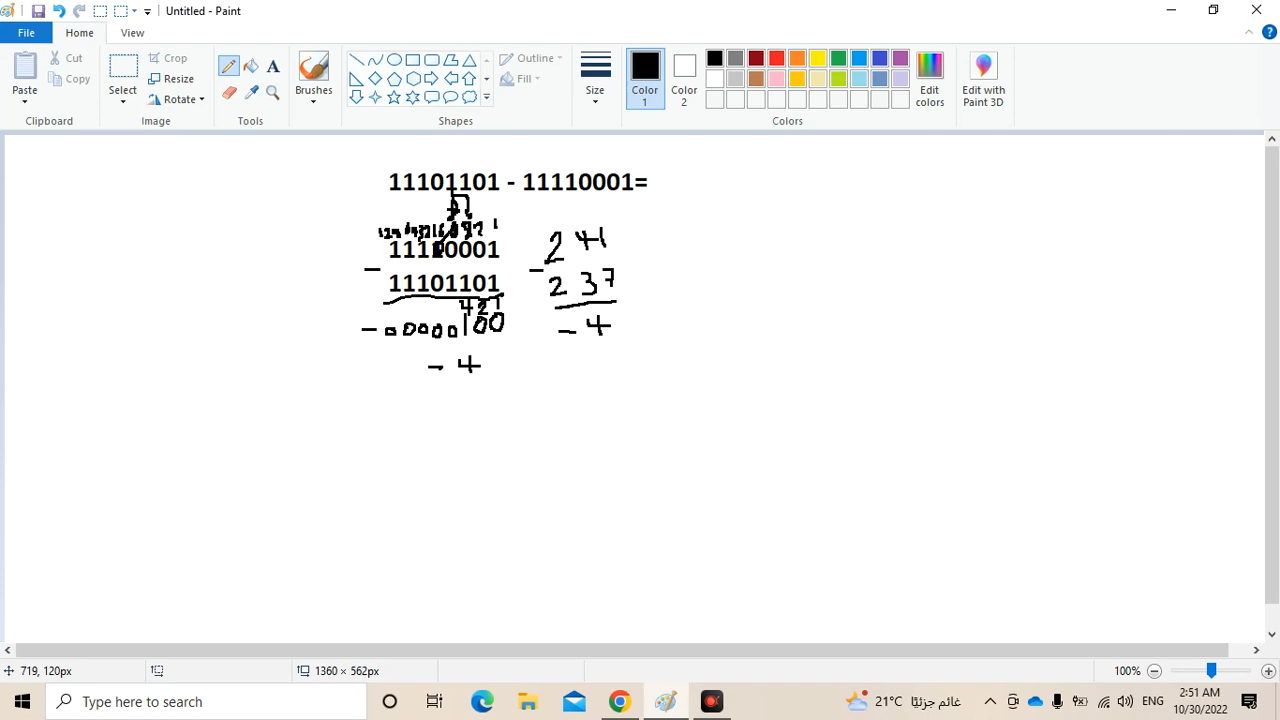 Untitled - Paint
File Home View
Paste
Cut
Copy
Clipboard
Select
Crop
Resize
Rotate
Image
Tools
Brushes
Outline
Fill
Shapes
Size
Color 1
Color 2
Edit colors
Edit with Paint 3D
Colors
11101101 - 11110001=
11110001
- 11101101
4 2 1
- 00000100
- 4
241
- 237
- 4
719, 120px
1360 × 562px
100%
Type here to search
21°C غائم جزئيًا
ENG
2:51 AM
10/30/2022